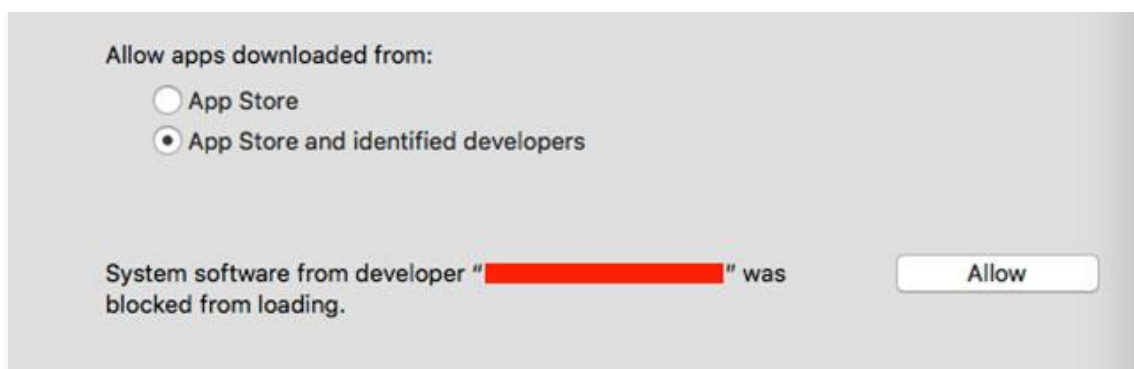 Allow apps downloaded from:
App Store
App Store and identified developers
System software from developer "                " was
blocked from loading.
Allow